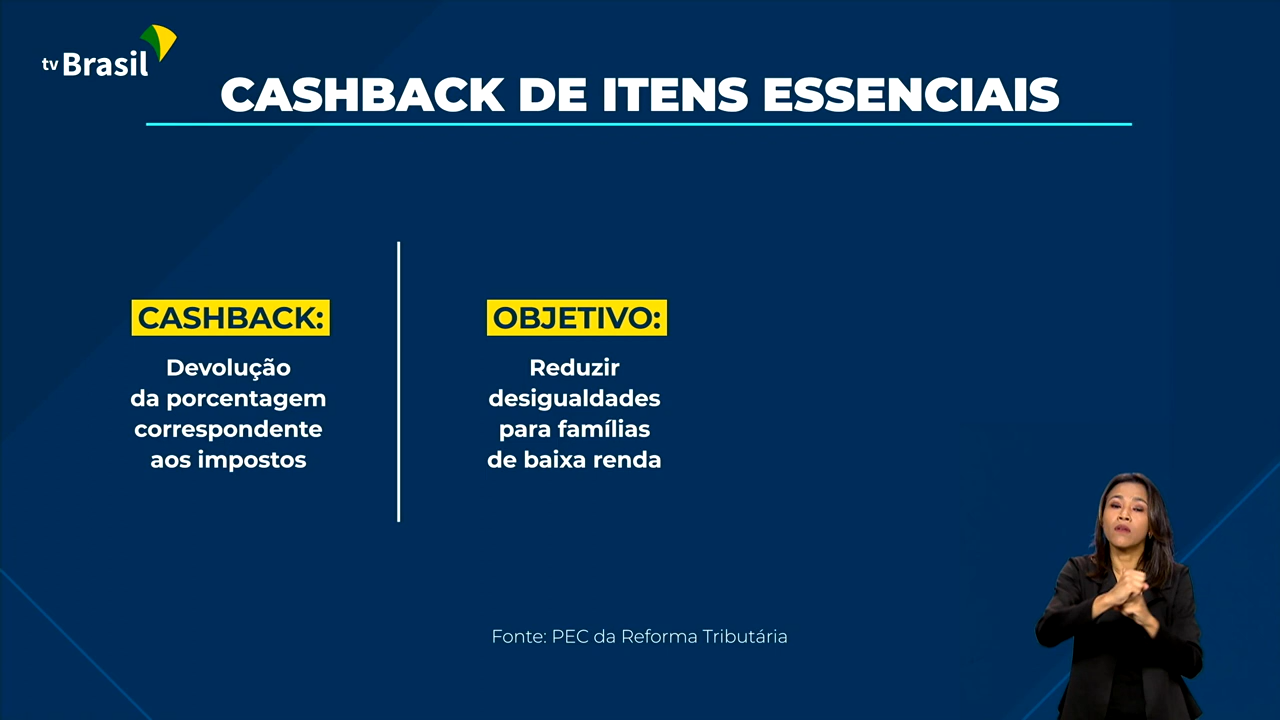 tv Brasil
CASHBACK DE ITENS ESSENCIAIS
CASHBACK:
Devolução
da porcentagem
correspondente
aos impostos
OBJETIVO:
Reduzir
desigualdades
para famílias
de baixa renda
Fonte: PEC da Reforma Tributária